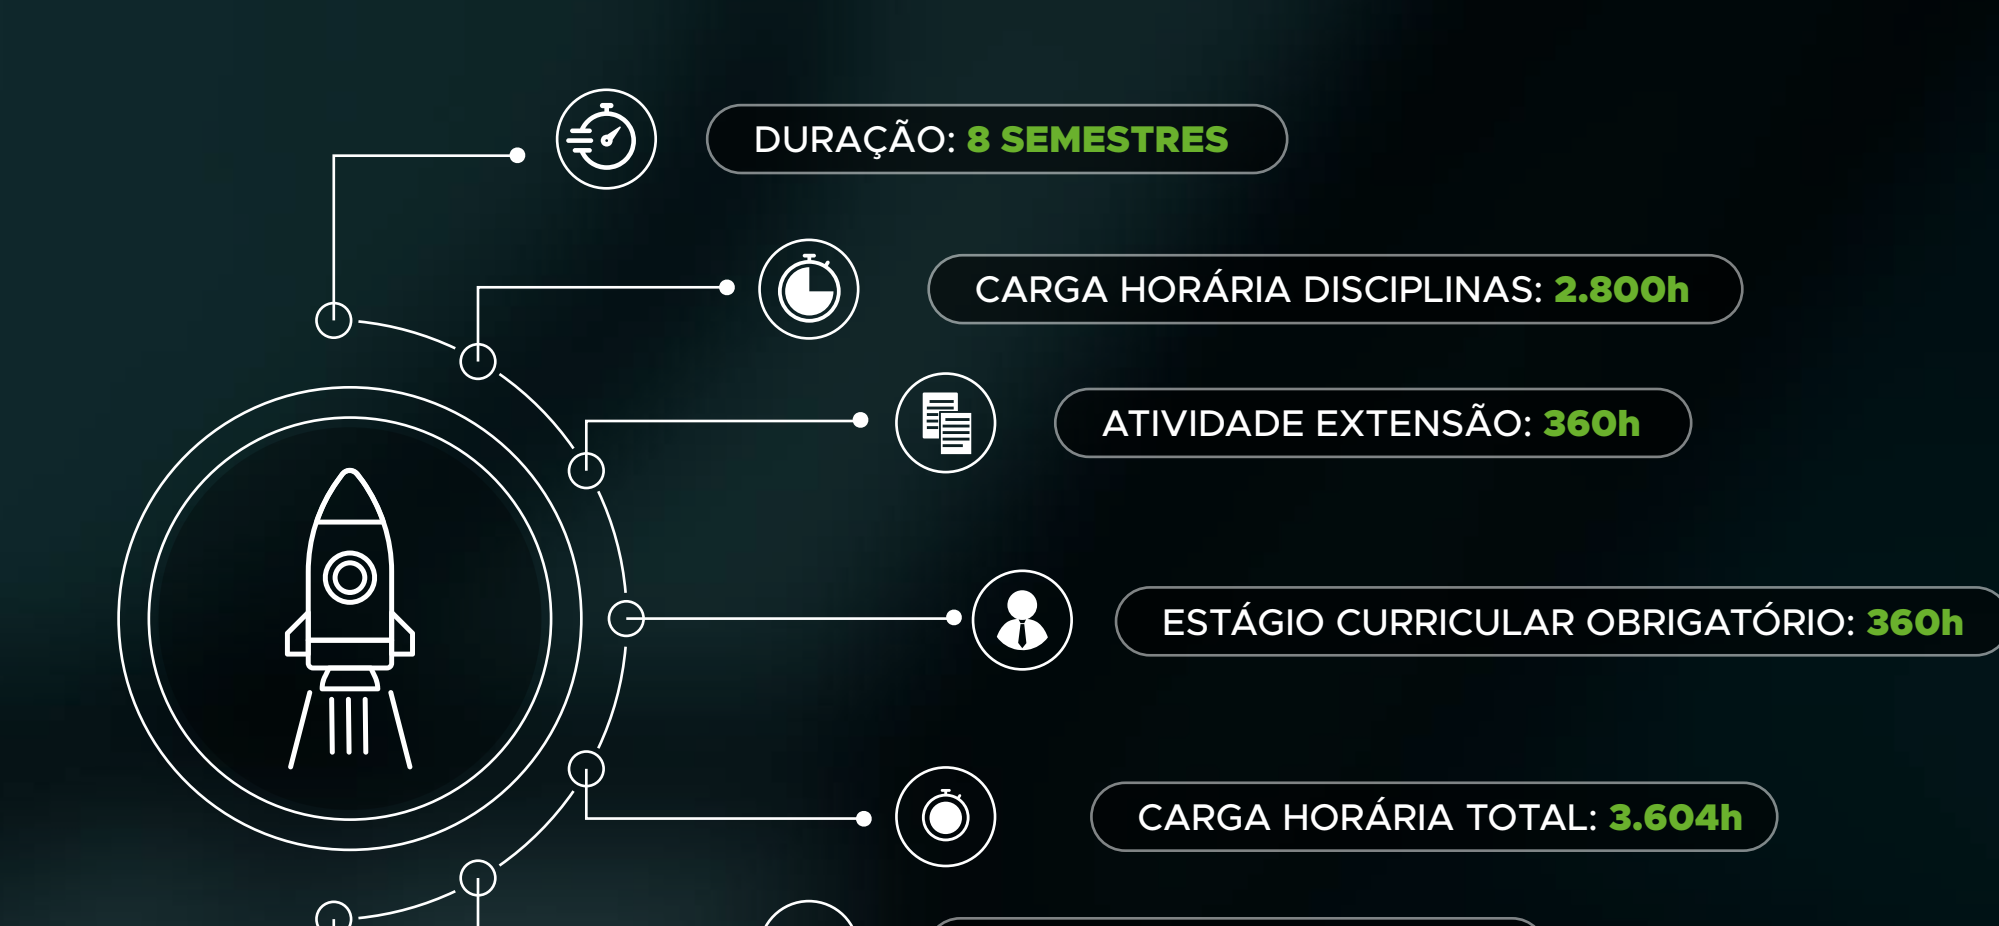 DURAÇÃO: 8 SEMESTRES
CARGA HORÁRIA DISCIPLINAS: 2.800h
ATIVIDADE EXTENSÃO: 360h
ESTÁGIO CURRICULAR OBRIGATÓRIO: 360h
CARGA HORÁRIA TOTAL: 3.604h